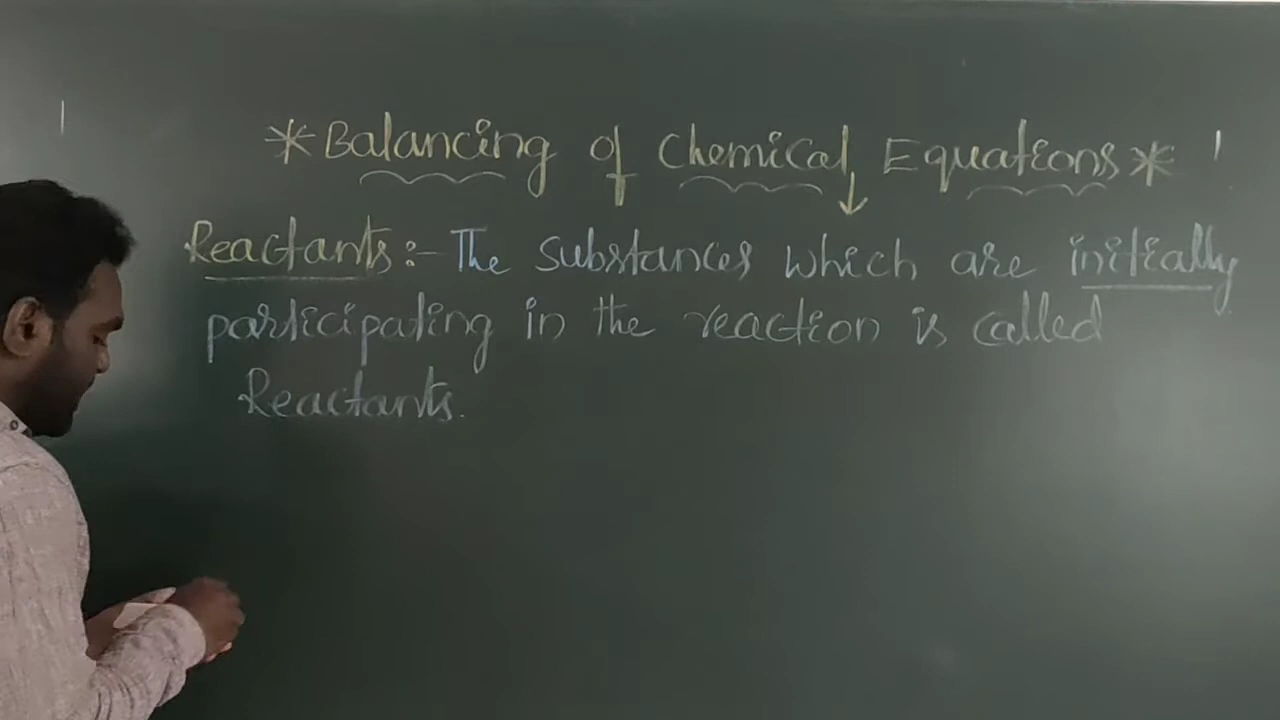 *Balancing of Chemical Equations*
Reactants:- The substances which are initially
participating in the reaction is called
Reactants.